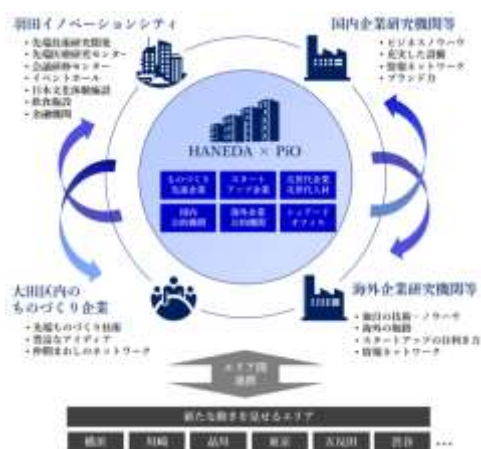 羽田イノベーションシティ
・先端技術研究開発
・先端医療研究センター
・会議研修センター
・イベントホール
・日本文化体験施設
・飲食施設
・金融機関
国内企業研究機関等
・ビジネスノウハウ
・充実した設備
・情報ネットワーク
・ブランド力
HANEDA × PiO
ものづくり
先進企業
スタート
アップ企業
次世代企業
次世代人材
国内
公的機関
海外企業
公的機関
シェアード
オフィス
大田区内の
ものづくり企業
・先端ものづくり技術
・豊富なアイディア
・仲間まわしのネットワーク
海外企業研究機関等
・独自の技術・ノウハウ
・海外の販路
・スタートアップの目利き力
・情報ネットワーク
エリア間
連携
新たな動きを見せるエリア
横浜
川崎
品川
東京
五反田
渋谷
…